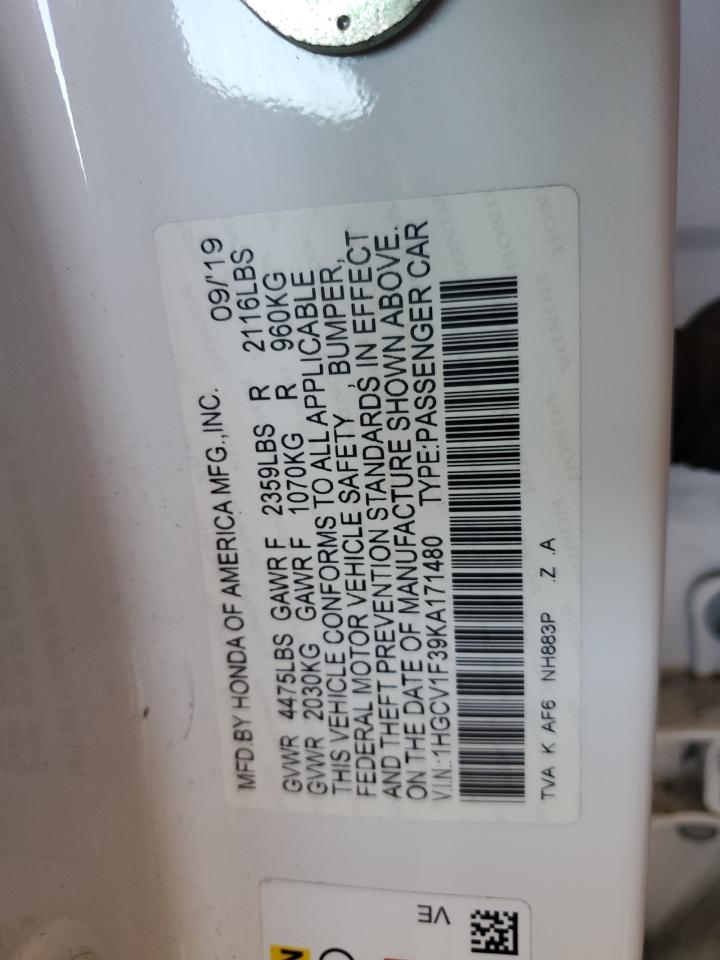 MFD.BY HONDA OF AMERICA MFG.,INC. 09/'19
GVWR 4475LBS GAWR F 2359LBS R 2116LBS
GVWR 2030KG GAWR F 1070KG R 960KG
THIS VEHICLE CONFORMS TO ALL APPLICABLE
FEDERAL MOTOR VEHICLE SAFETY , BUMPER,
AND THEFT PREVENTION STANDARDS IN EFFECT
ON THE DATE OF MANUFACTURE SHOWN ABOVE.
V.I.N.:1HGCV1F39KA171480 TYPE:PASSENGER CAR
TVA K AF6 NH883P .Z .A
VE